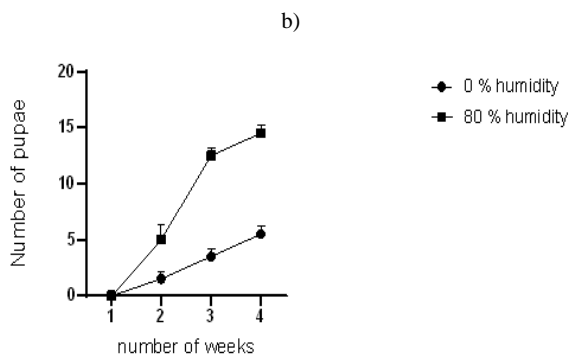 b)
20
15
10
5
0
Number of pupae
1 2 3 4
number of weeks
0 % humidity
80 % humidity